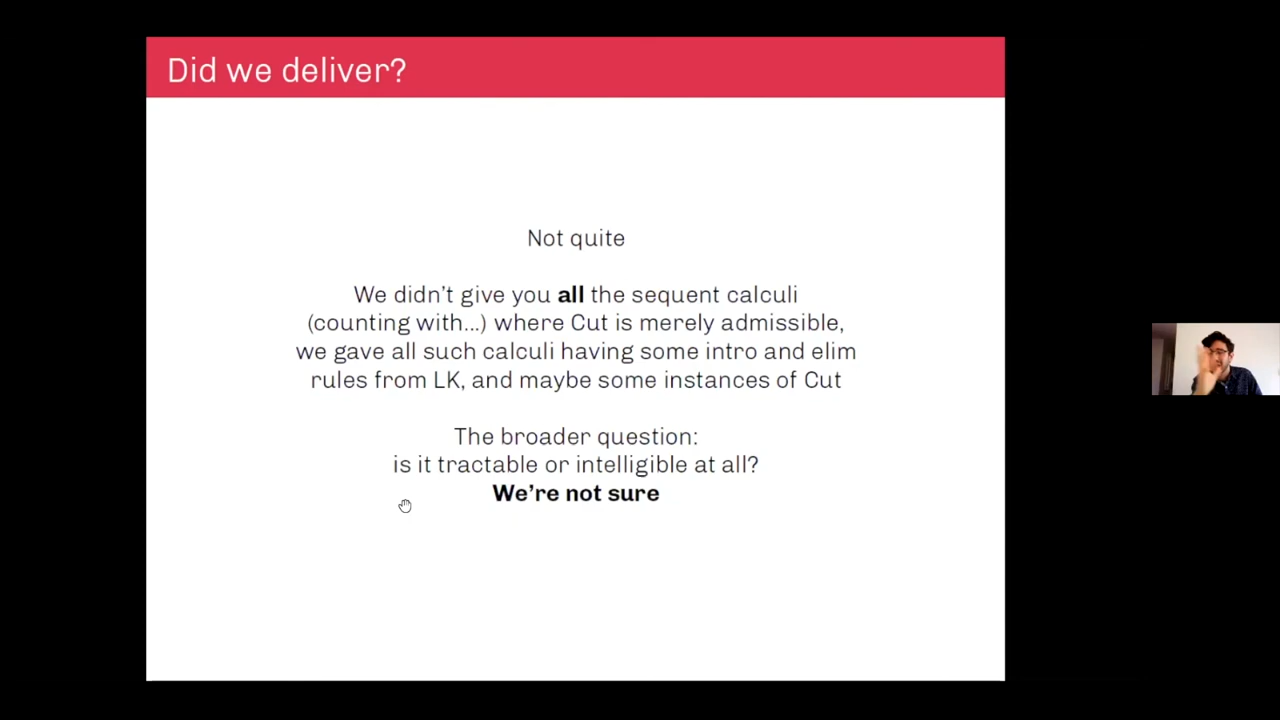 Did we deliver?
Not quite
We didn't give you all the sequent calculi
(counting with...) where Cut is merely admissible,
we gave all such calculi having some intro and elim
rules from LK, and maybe some instances of Cut
The broader question:
is it tractable or intelligible at all?
We're not sure